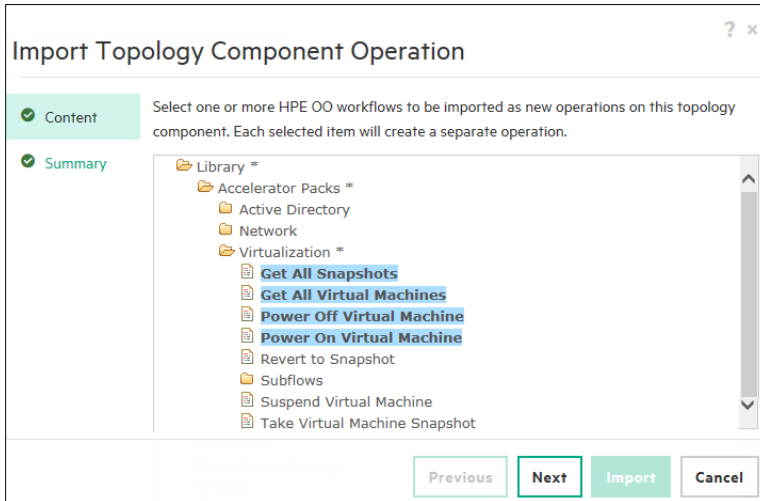 ? ×
Import Topology Component Operation
Content
Summary
Select one or more HPE OO workflows to be imported as new operations on this topology
component. Each selected item will create a separate operation.
Library *
Accelerator Packs *
Active Directory
Network
Virtualization *
Get All Snapshots
Get All Virtual Machines
Power Off Virtual Machine
Power On Virtual Machine
Revert to Snapshot
Subflows
Suspend Virtual Machine
Take Virtual Machine Snapshot
Previous Next Import Cancel